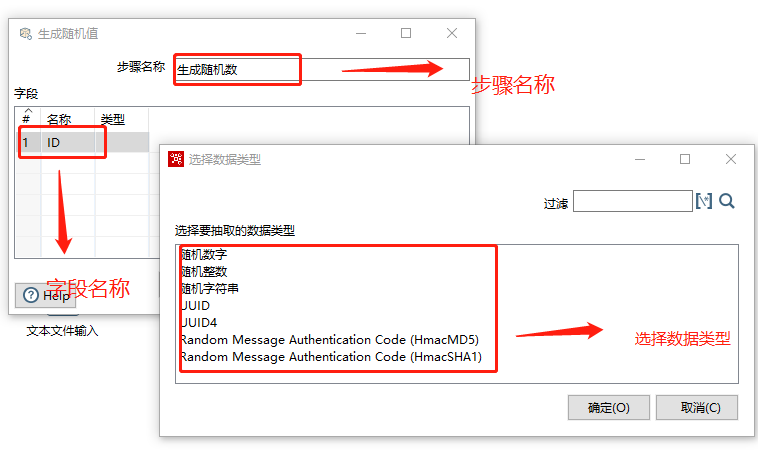 生成随机值
步骤名称 生成随机数
步骤名称
字段
# 名称 类型
1 ID
选择数据类型
过滤
选择要抽取的数据类型
随机数字
随机整数
随机字符串
UUID
UUID4
Random Message Authentication Code (HmacMD5)
Random Message Authentication Code (HmacSHA1)
选择数据类型
字段名称
Help
文本文件输入
确定(O) 取消(C)